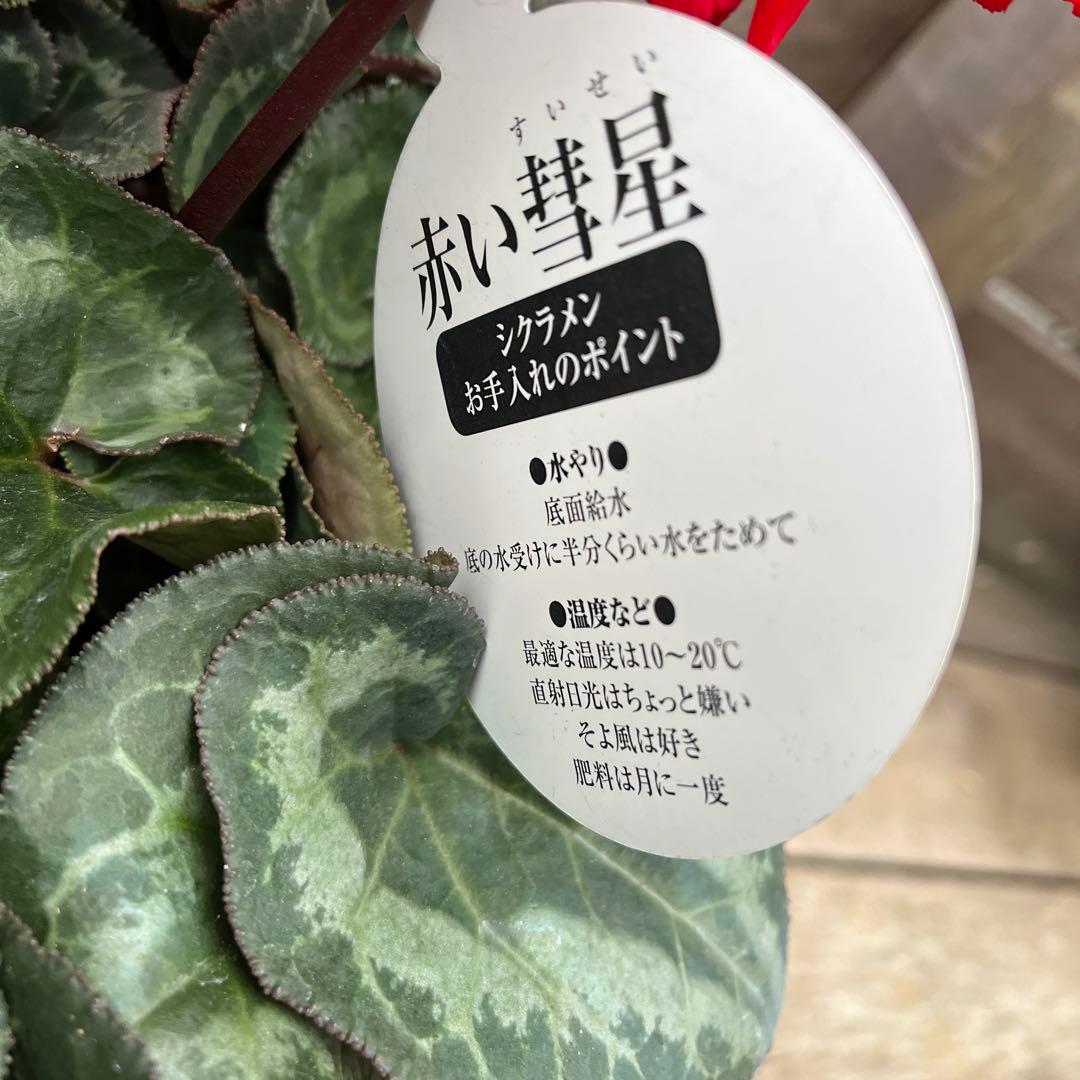 すいせい
赤い彗星
シクラメン
お手入れのポイント
●水やり●
底面給水
底の水受けに半分くらい水をためて
●温度など●
最適な温度は10～20℃
直射日光はちょっと嫌い
そよ風は好き
肥料は月に一度